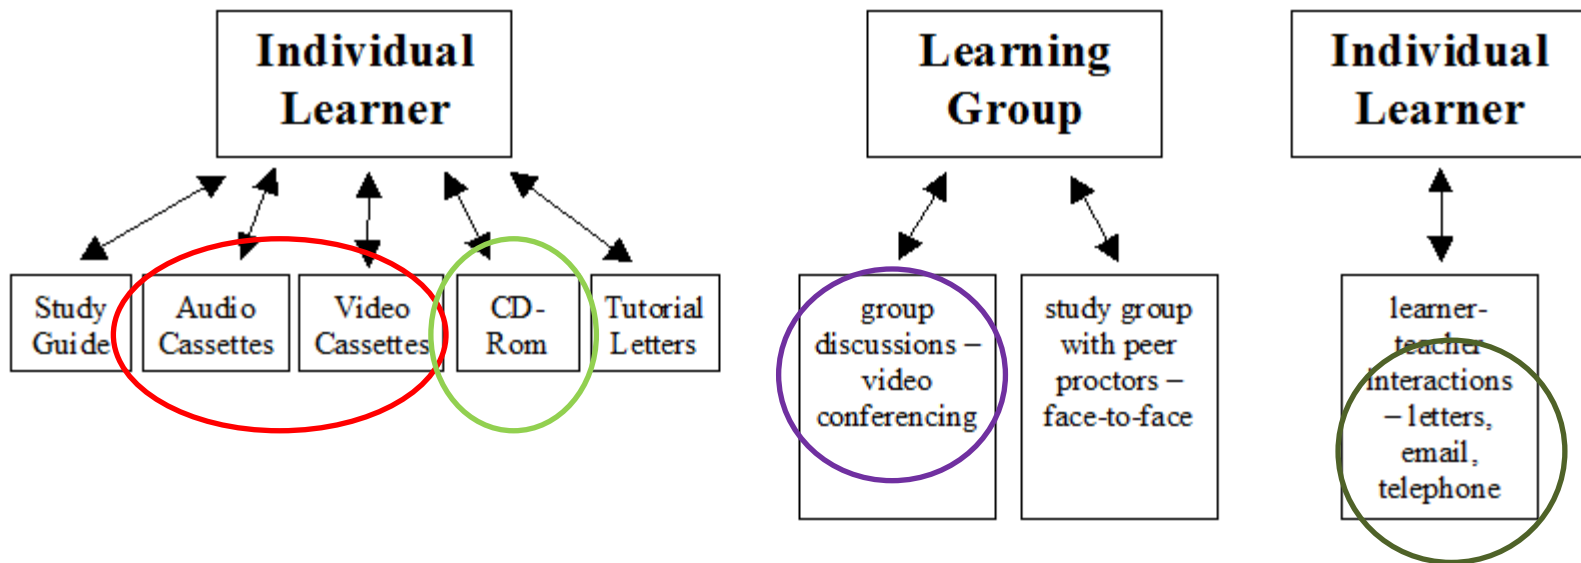 Individual
Learner
Study
Guide
Audio
Cassettes
Video
Cassettes
CD-
Rom
Tutorial
Letters
Learning
Group
group
discussions –
video
conferencing
study group
with peer
proctors –
face-to-face
Individual
Learner
learner-
teacher
interactions
– letters,
email,
telephone